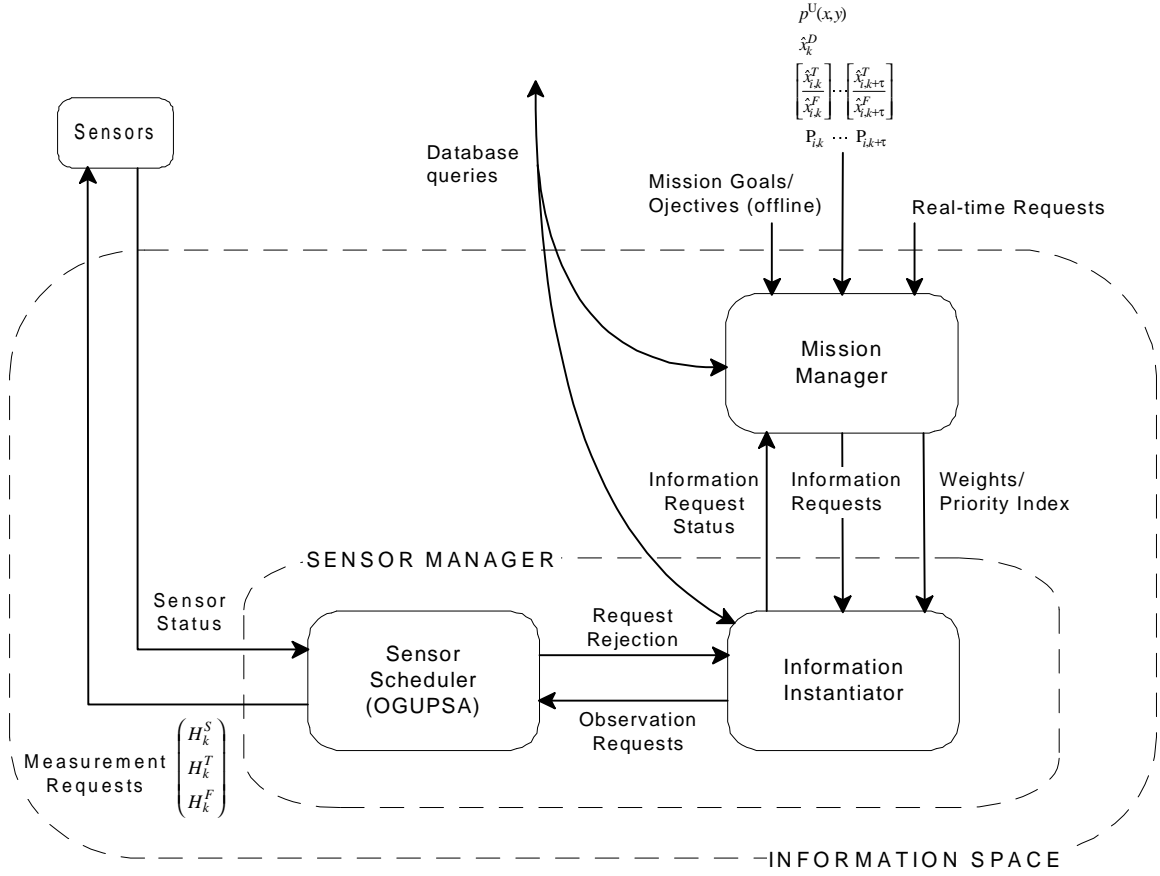 p^U(x,y)
x̂_k^D
[x̂_{i,k}^T / x̂_{i,k}^F] ⋯ [x̂_{i,k+τ}^T / x̂_{i,k+τ}^F]
P_{i,k} ⋯ P_{i,k+τ}
Sensors
Database
queries
Mission Goals/
Ojectives (offline)
Real-time Requests
Mission
Manager
Information
Request
Status
Information
Requests
Weights/
Priority Index
SENSOR MANAGER
Sensor
Status
Sensor
Scheduler
(OGUPSA)
Request
Rejection
Observation
Requests
Information
Instantiator
Measurement
Requests
H_k^S
H_k^T
H_k^F
INFORMATION SPACE